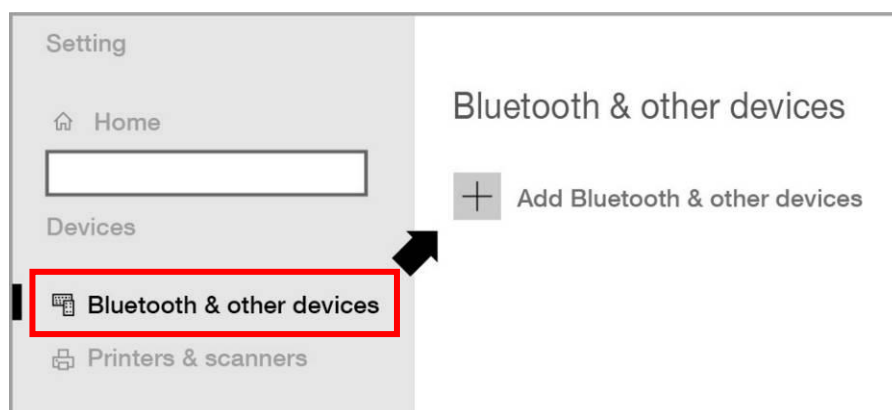 Setting
Home
Devices
Bluetooth & other devices
Printers & scanners
Bluetooth & other devices
Add Bluetooth & other devices